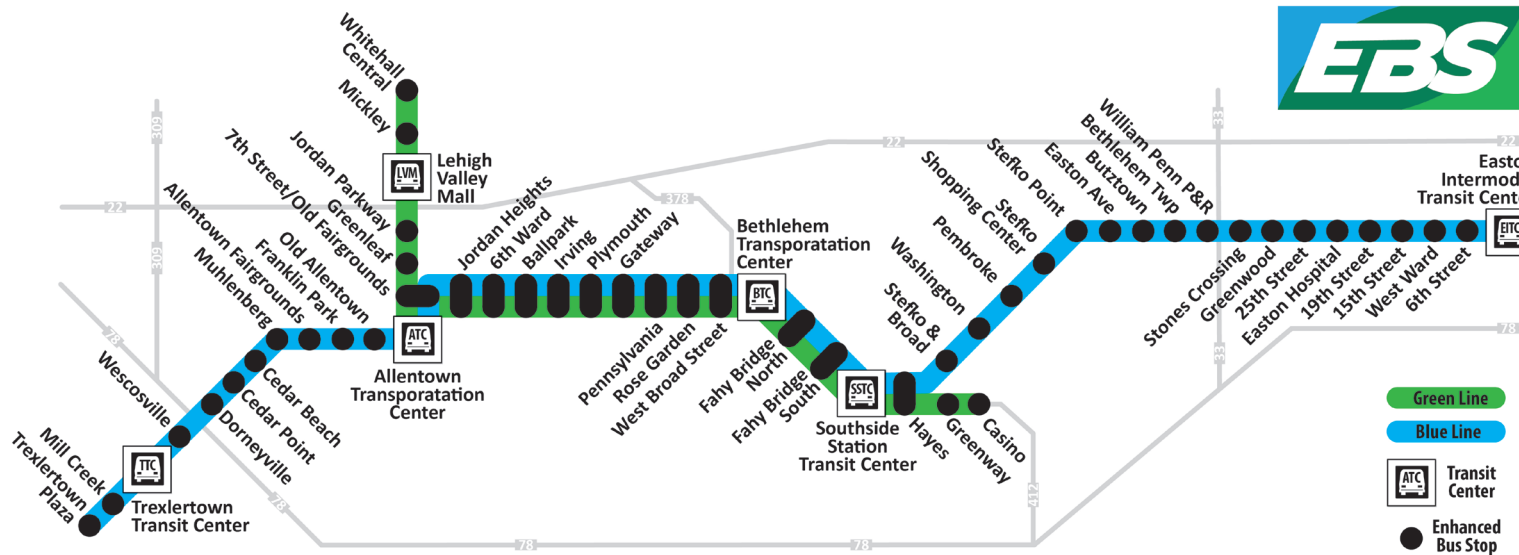 EBS
Whitehall
Central
Mickley
LVM
Lehigh
Valley
Mall
Jordan Parkway
Greenleaf
7th Street/Old Fairgrounds
Old Allentown
Franklin Park
Allentown Fairgrounds
Muhlenberg
ATC
Allentown
Transporatation
Center
Cedar Beach
Cedar Point
Dorneyville
Wescosville
TTC
Trexlertown
Transit Center
Mill Creek
Trexlertown
Plaza
Jordan Heights
6th Ward
Ballpark
Irving
Plymouth
Gateway
Pennsylvania
Rose Garden
West Broad Street
Bethlehem
Transporatation
Center
BTC
Fahy Bridge
North
Fahy Bridge
South
SSTC
Southside
Station
Transit Center
Hayes
Greenway
Casino
Stefko &
Broad
Washington
Pembroke
Stefko
Shopping Center
Stefko Point
Easton Ave
Butztown
Bethlehem Twp
William Penn P&R
Stones Crossing
Greenwood
25th Street
Easton Hospital
19th Street
15th Street
West Ward
6th Street
Easto
Intermod
Transit Cente
EITC
309
309
22
22
22
378
33
33
78
78
78
78
78
412
Green Line
Blue Line
ATC
Transit
Center
Enhanced
Bus Stop